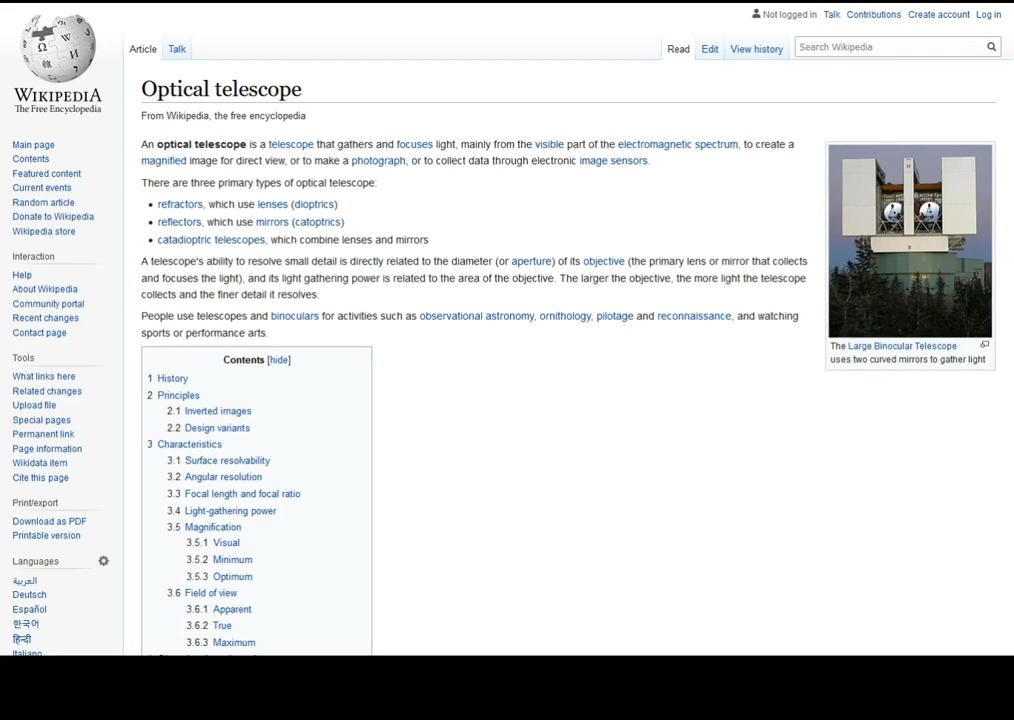 Not logged in Talk Contributions Create account Log in
Article Talk
Read Edit View history Search Wikipedia
WIKIPEDIA
The Free Encyclopedia
Optical telescope
From Wikipedia, the free encyclopedia
An optical telescope is a telescope that gathers and focuses light, mainly from the visible part of the electromagnetic spectrum, to create a
magnified image for direct view, or to make a photograph, or to collect data through electronic image sensors.
There are three primary types of optical telescope:
• refractors, which use lenses (dioptrics)
• reflectors, which use mirrors (catoptrics)
• catadioptric telescopes, which combine lenses and mirrors
A telescope's ability to resolve small detail is directly related to the diameter (or aperture) of its objective (the primary lens or mirror that collects
and focuses the light), and its light gathering power is related to the area of the objective. The larger the objective, the more light the telescope
collects and the finer detail it resolves.
People use telescopes and binoculars for activities such as observational astronomy, ornithology, pilotage and reconnaissance, and watching
sports or performance arts.
The Large Binocular Telescope
uses two curved mirrors to gather light
Contents [hide]
1 History
2 Principles
2.1 Inverted images
2.2 Design variants
3 Characteristics
3.1 Surface resolvability
3.2 Angular resolution
3.3 Focal length and focal ratio
3.4 Light-gathering power
3.5 Magnification
3.5.1 Visual
3.5.2 Minimum
3.5.3 Optimum
3.6 Field of view
3.6.1 Apparent
3.6.2 True
3.6.3 Maximum
Main page
Contents
Featured content
Current events
Random article
Donate to Wikipedia
Wikipedia store
Interaction
Help
About Wikipedia
Community portal
Recent changes
Contact page
Tools
What links here
Related changes
Upload file
Special pages
Permanent link
Page information
Wikidata item
Cite this page
Print/export
Download as PDF
Printable version
Languages
العربية
Deutsch
Español
한국어
हिन्दी
Italiano